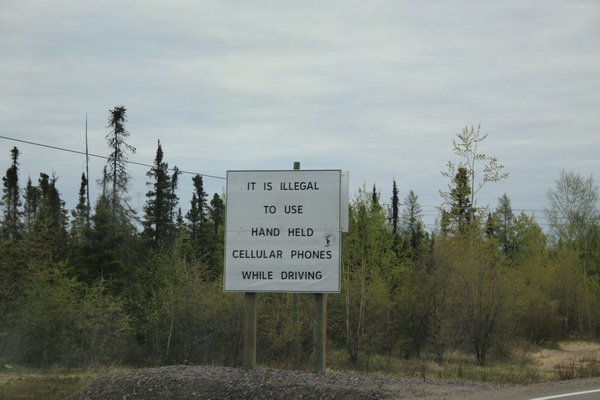 IT IS ILLEGAL
TO USE
HAND HELD
CELLULAR PHONES
WHILE DRIVING